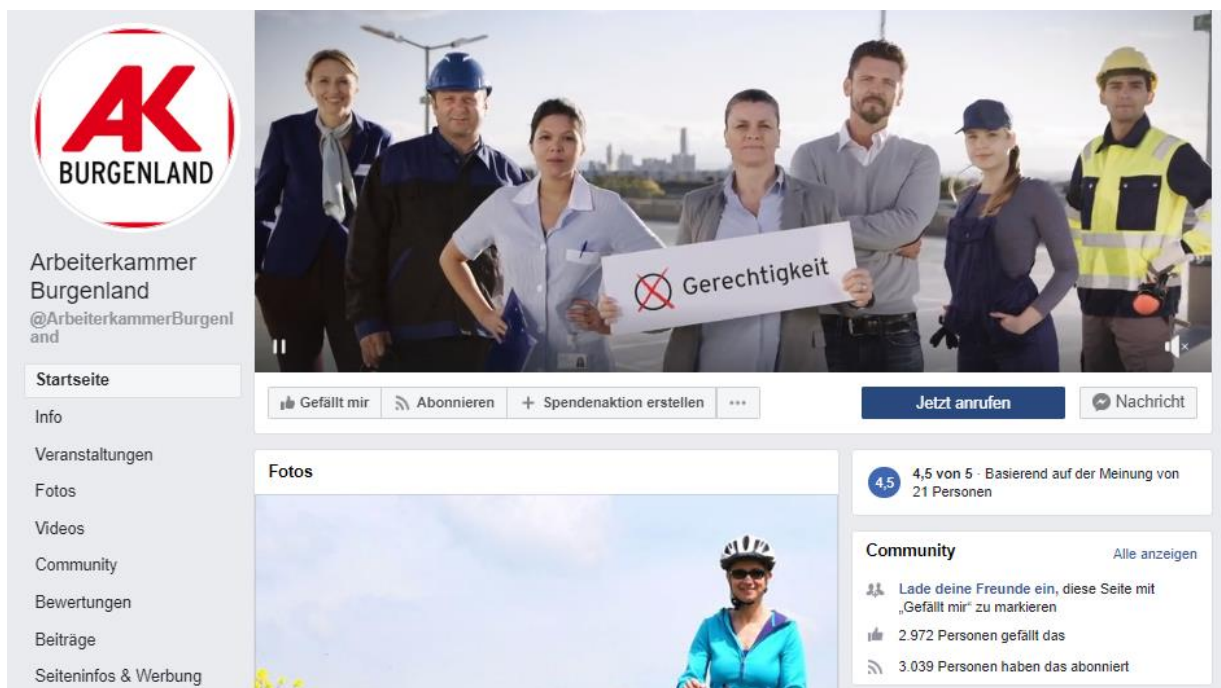 AK
BURGENLAND
Arbeiterkammer
Burgenland
@ArbeiterkammerBurgenl
and
Startseite
Info
Veranstaltungen
Fotos
Videos
Community
Bewertungen
Beiträge
Seiteninfos & Werbung
Gerechtigkeit
Gefällt mir
Abonnieren
Spendenaktion erstellen
Jetzt anrufen
Nachricht
Fotos
4,5
4,5 von 5 · Basierend auf der Meinung von
21 Personen
Community
Alle anzeigen
Lade deine Freunde ein, diese Seite mit
„Gefällt mir“ zu markieren
2.972 Personen gefällt das
3.039 Personen haben das abonniert